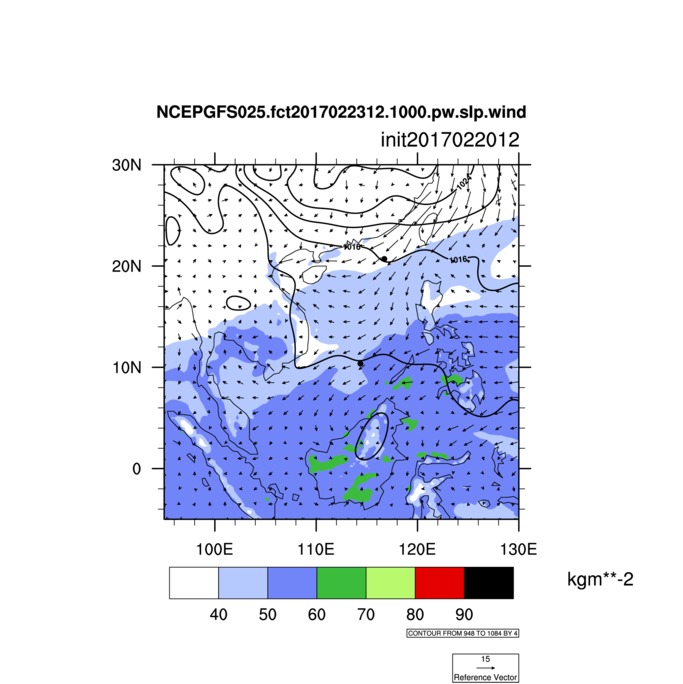 NCEPGFS025.fct2017022312.1000.pw.slp.wind
init2017022012
30N
1024
1016
1016
20N
10N
0
100E 110E 120E 130E
kgm**-2
40 50 60 70 80 90
CONTOUR FROM 948 TO 1084 BY 4
15
Reference Vector